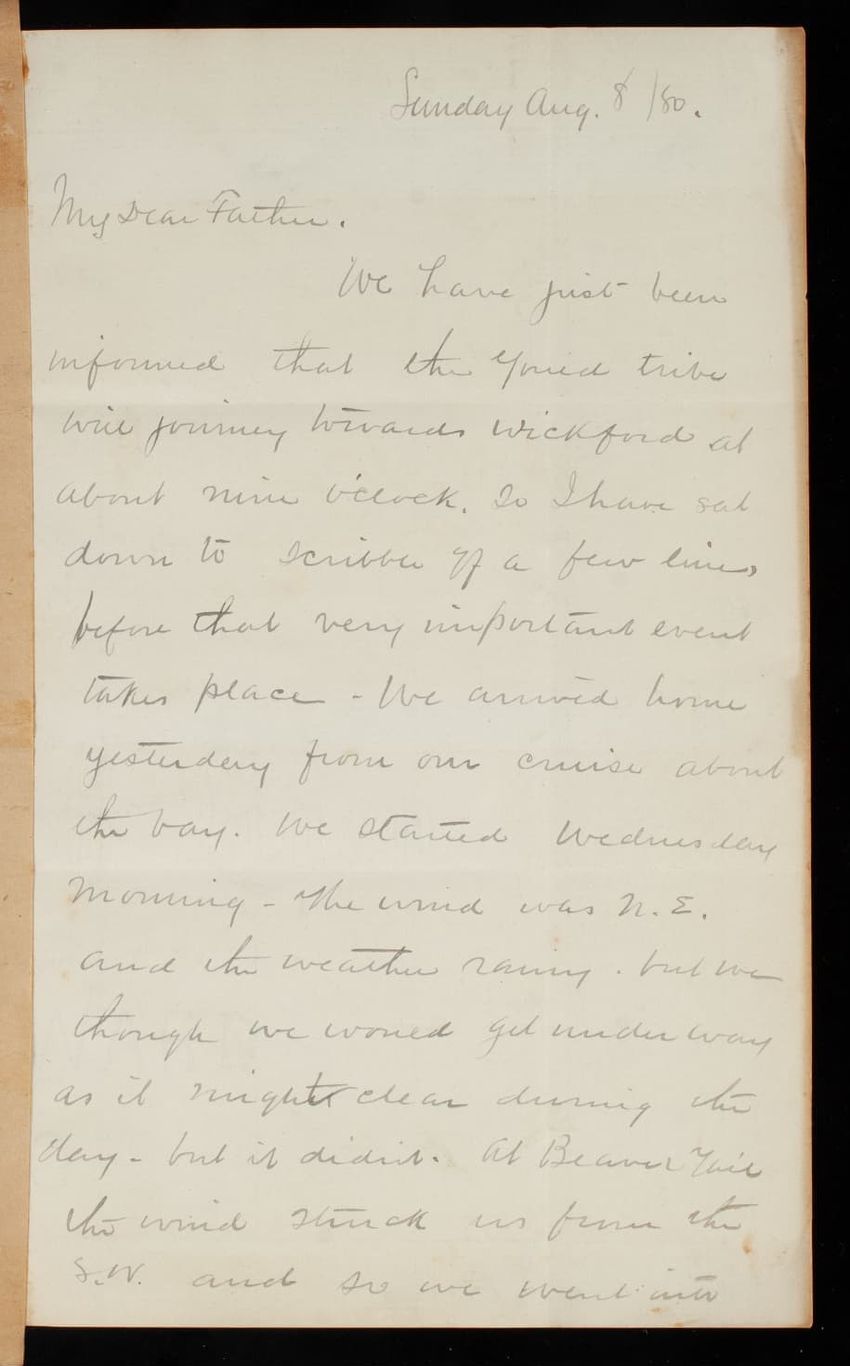 Sunday Aug. 8/80.
My Dear Father.
We have just been
informed that the tribe
will journey towards Wickford at
about nine o'clock. So I have sat
down to scribble off a few lines
before that very important event
takes place - We arrived home
yesterday from our cruise about
the bay. We started Wednesday
morning - The wind was N.E.
and the weather rainy. but we
though we would get under way
as it might clear during the
day - but it didn't. At Beaver Tail
the wind struck us from the
S.W. and so we went into